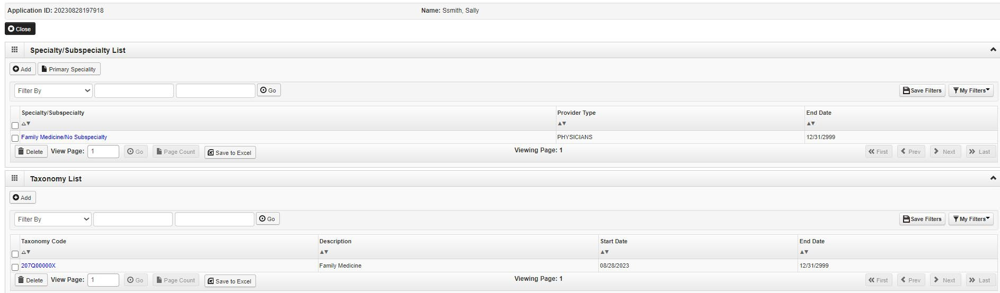 Application ID: 20230828197918 Name: Ssmith, Sally
Close
Specialty/Subspecialty List
Add Primary Speciality
Filter By Go Save Filters My Filters
Specialty/Subspecialty Provider Type End Date
Family Medicine/No Subspecialty PHYSICIANS 12/31/2999
Delete View Page: 1 Go Page Count Save to Excel Viewing Page: 1 First Prev Next Last
Taxonomy List
Add
Filter By Go Save Filters My Filters
Taxonomy Code Description Start Date End Date
207Q00000X Family Medicine 08/28/2023 12/31/2999
Delete View Page: 1 Go Page Count Save to Excel Viewing Page: 1 First Prev Next Last